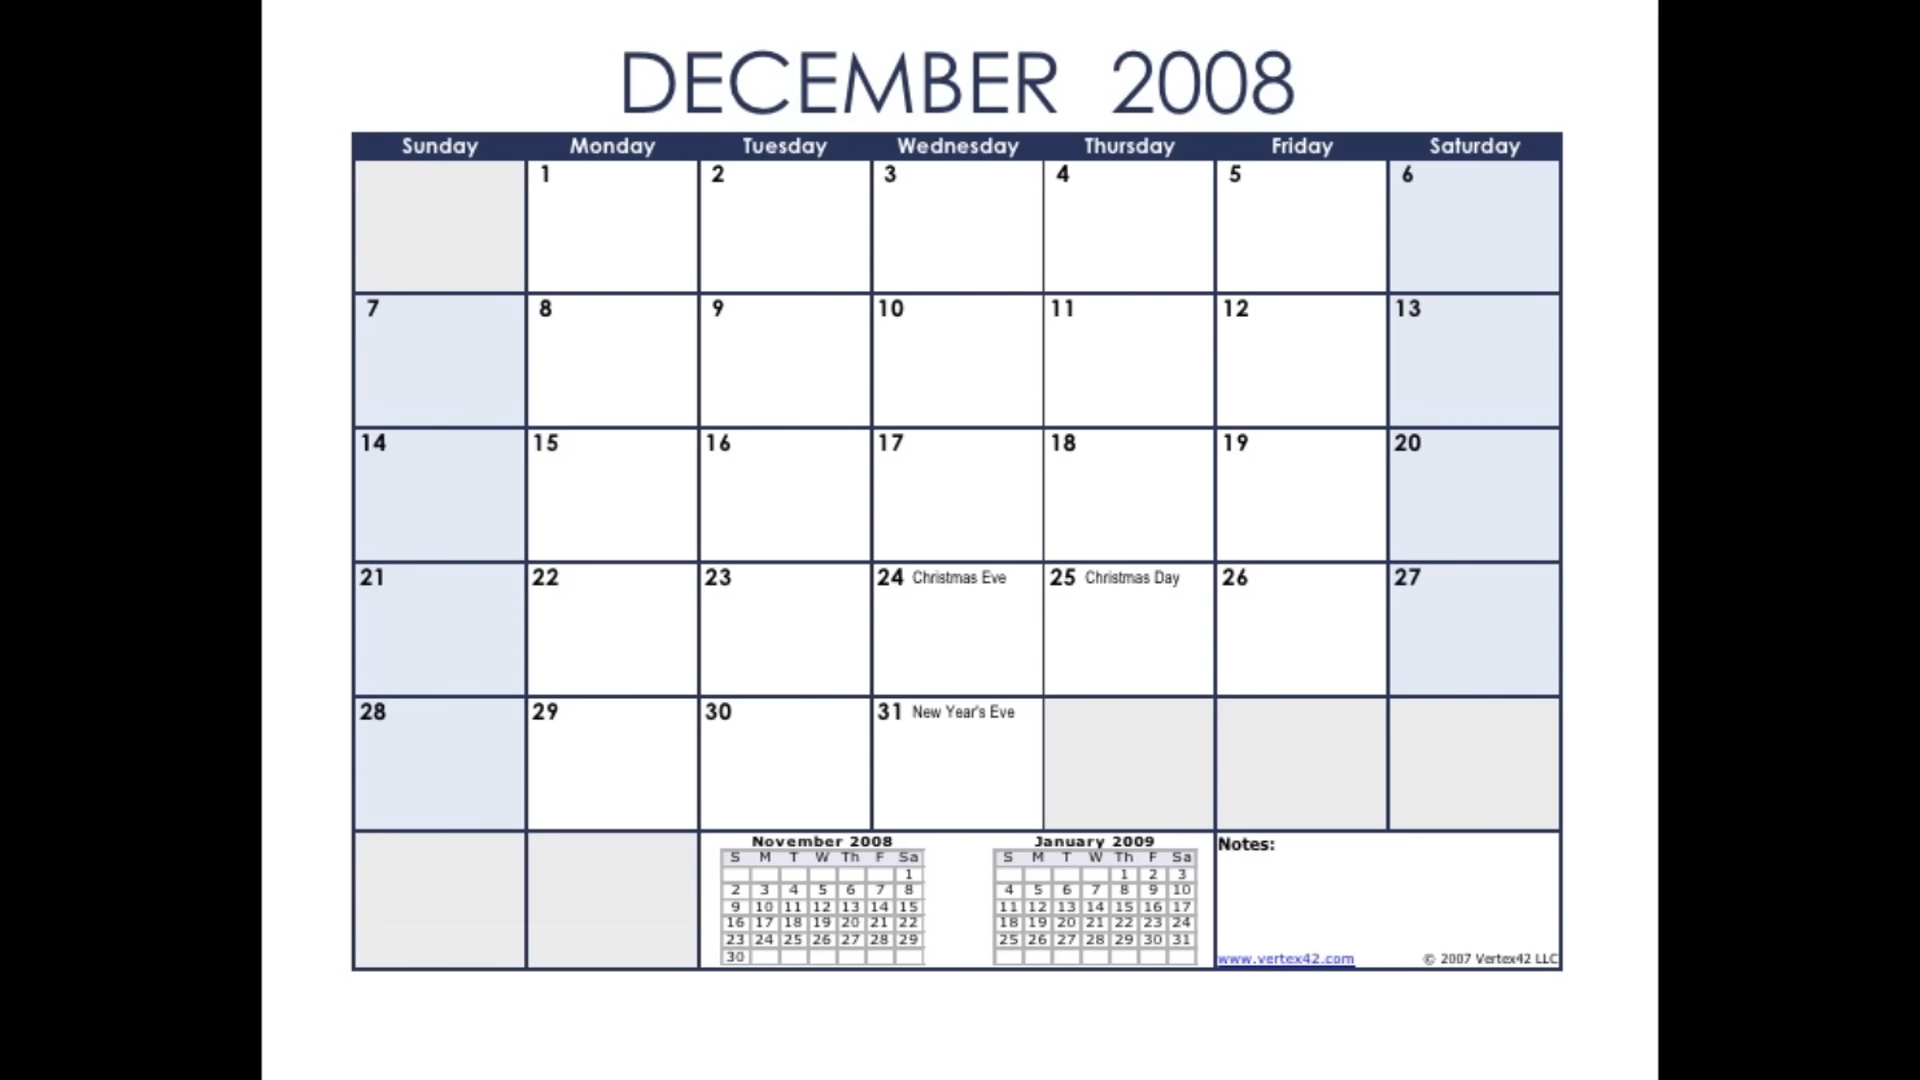 DECEMBER 2008
Sunday Monday Tuesday Wednesday Thursday Friday Saturday
1 2 3 4 5 6
7 8 9 10 11 12 13
14 15 16 17 18 19 20
21 22 23 24 Christmas Eve 25 Christmas Day 26 27
28 29 30 31 New Year's Eve
November 2008
S M T W Th F Sa
1
2 3 4 5 6 7 8
9 10 11 12 13 14 15
16 17 18 19 20 21 22
23 24 25 26 27 28 29
30
January 2009
S M T W Th F Sa
1 2 3
4 5 6 7 8 9 10
11 12 13 14 15 16 17
18 19 20 21 22 23 24
25 26 27 28 29 30 31
Notes:
www.vertex42.com © 2007 Vertex42 LLC